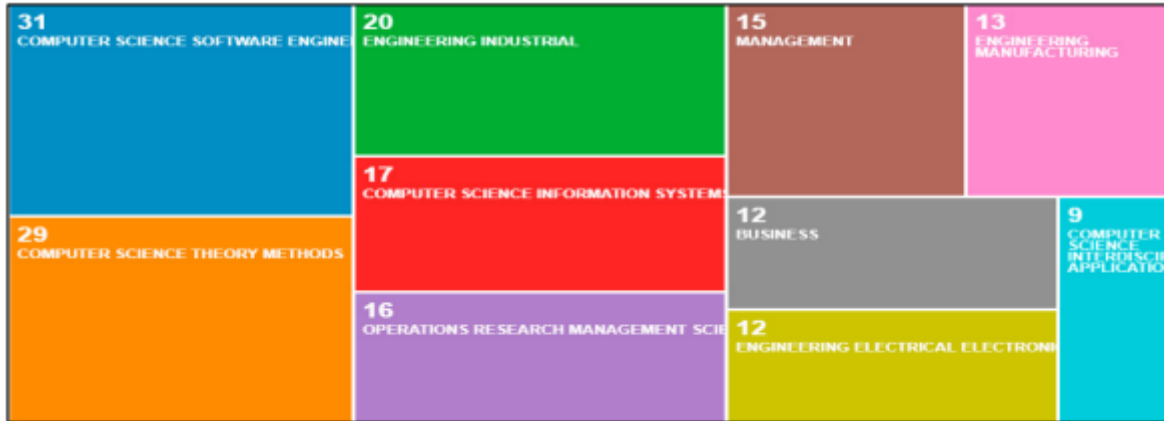 31
COMPUTER SCIENCE SOFTWARE ENGINE
20
ENGINEERING INDUSTRIAL
15
MANAGEMENT
13
ENGINEERING
MANUFACTURING
17
COMPUTER SCIENCE INFORMATION SYSTEMS
29
COMPUTER SCIENCE THEORY METHODS
12
BUSINESS
9
COMPUTER
SCIENCE
INTERDISCI
APPLICATIO
16
OPERATIONS RESEARCH MANAGEMENT SCIE
12
ENGINEERING ELECTRICAL ELECTRONI